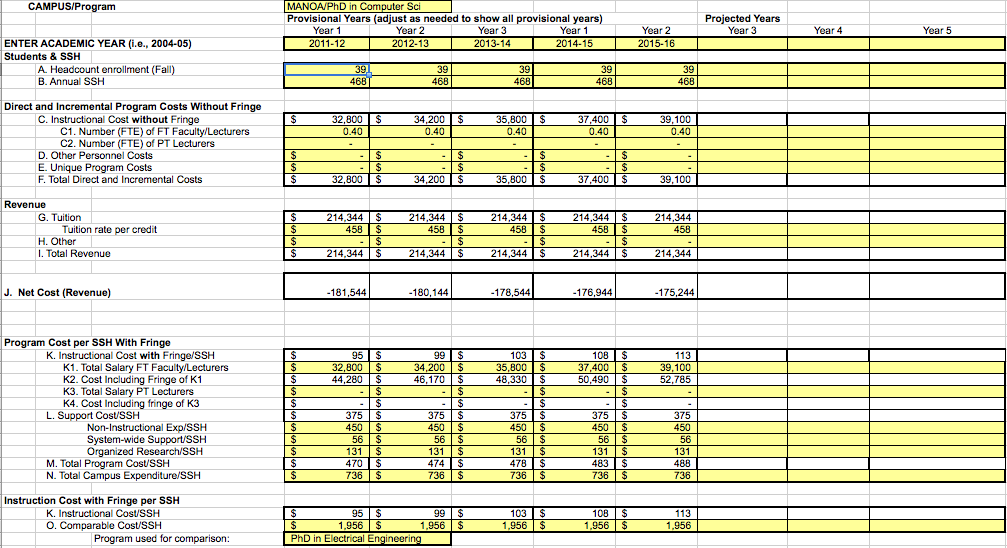 CAMPUS/Program MANOA/PhD in Computer Sci
Provisional Years (adjust as needed to show all provisional years) Projected Years
Year 1 Year 2 Year 3 Year 1 Year 2 Year 3 Year 4 Year 5
ENTER ACADEMIC YEAR (i.e., 2004-05) 2011-12 2012-13 2013-14 2014-15 2015-16
Students & SSH
A. Headcount enrollment (Fall) 39 39 39 39 39
B. Annual SSH 468 468 468 468 468
Direct and Incremental Program Costs Without Fringe
C. Instructional Cost without Fringe $ 32,800 $ 34,200 $ 35,800 $ 37,400 $ 39,100
C1. Number (FTE) of FT Faculty/Lecturers 0.40 0.40 0.40 0.40 0.40
C2. Number (FTE) of PT Lecturers - - - - -
D. Other Personnel Costs $ - $ - $ - $ - $ -
E. Unique Program Costs $ - $ - $ - $ - $ -
F. Total Direct and Incremental Costs $ 32,800 $ 34,200 $ 35,800 $ 37,400 $ 39,100
Revenue
G. Tuition $ 214,344 $ 214,344 $ 214,344 $ 214,344 $ 214,344
Tuition rate per credit $ 458 $ 458 $ 458 $ 458 $ 458
H. Other $ - $ - $ - $ - $ -
I. Total Revenue $ 214,344 $ 214,344 $ 214,344 $ 214,344 $ 214,344
J. Net Cost (Revenue) -181,544 -180,144 -178,544 -176,944 -175,244
Program Cost per SSH With Fringe
K. Instructional Cost with Fringe/SSH $ 95 $ 99 $ 103 $ 108 $ 113
K1. Total Salary FT Faculty/Lecturers $ 32,800 $ 34,200 $ 35,800 $ 37,400 $ 39,100
K2. Cost Including Fringe of K1 $ 44,280 $ 46,170 $ 48,330 $ 50,490 $ 52,785
K3. Total Salary PT Lecturers $ - $ - $ - $ - $ -
K4. Cost Including fringe of K3 $ - $ - $ - $ - $ -
L. Support Cost/SSH $ 375 $ 375 $ 375 $ 375 $ 375
Non-Instructional Exp/SSH $ 450 $ 450 $ 450 $ 450 $ 450
System-wide Support/SSH $ 56 $ 56 $ 56 $ 56 $ 56
Organized Research/SSH $ 131 $ 131 $ 131 $ 131 $ 131
M. Total Program Cost/SSH $ 470 $ 474 $ 478 $ 483 $ 488
N. Total Campus Expenditure/SSH $ 736 $ 736 $ 736 $ 736 $ 736
Instruction Cost with Fringe per SSH
K. Instructional Cost/SSH $ 95 $ 99 $ 103 $ 108 $ 113
O. Comparable Cost/SSH $ 1,956 $ 1,956 $ 1,956 $ 1,956 $ 1,956
Program used for comparison: PhD in Electrical Engineering